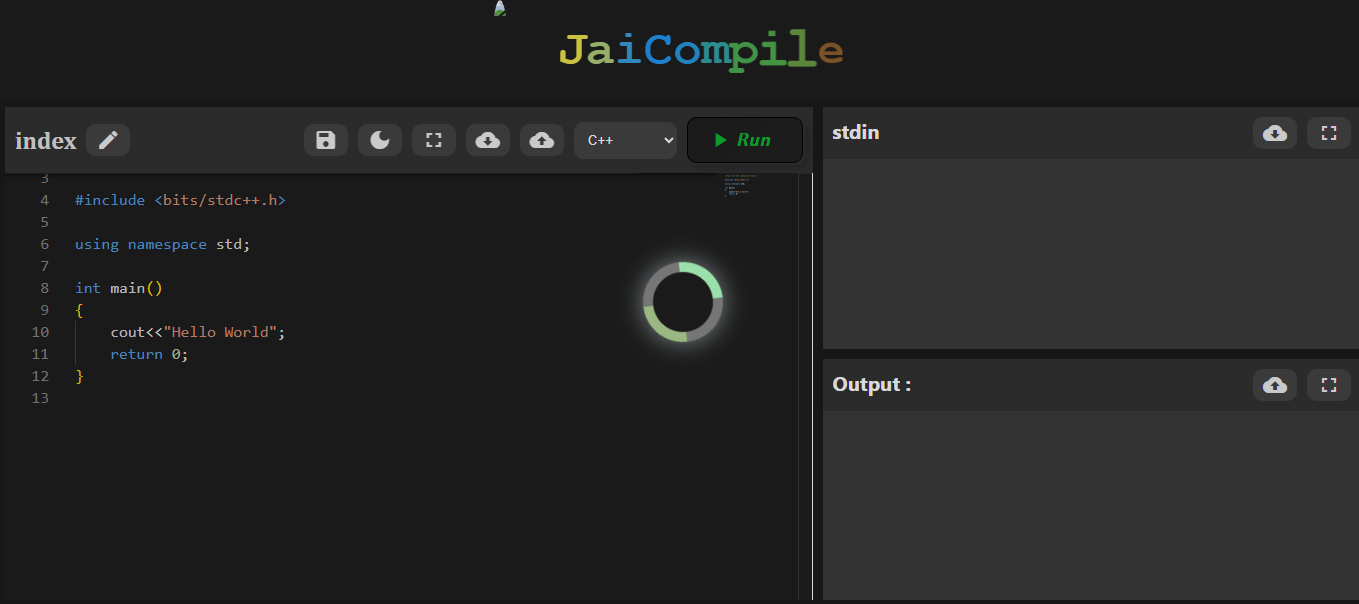 JaiCompile
index
C++
Run
3
4 #include <bits/stdc++.h>
5
6 using namespace std;
7
8 int main()
9 {
10 cout<<"Hello World";
11 return 0;
12 }
13
stdin
Output :